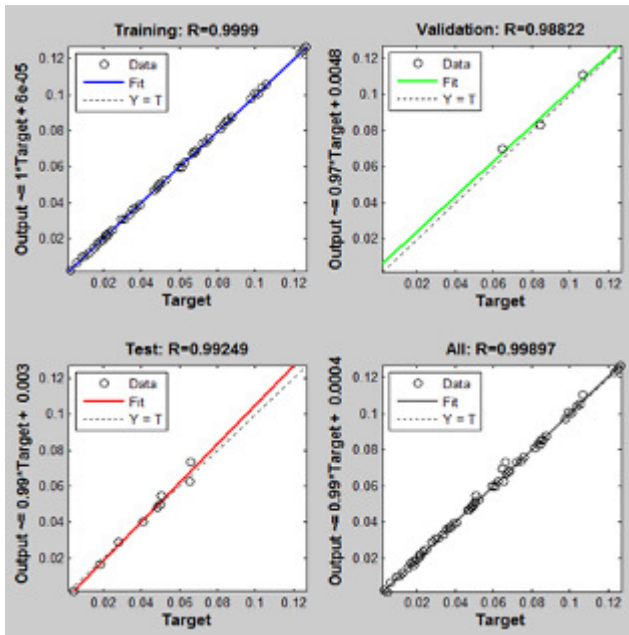 Training: R=0.9999
Output ~= 1*Target + 6e-05
0.12
0.1
0.08
0.06
0.04
0.02
Data
Fit
Y = T
0.02 0.04 0.06 0.08 0.1 0.12
Target
Validation: R=0.98822
Output ~= 0.97*Target + 0.0048
0.12
0.1
0.08
0.06
0.04
0.02
Data
Fit
Y = T
0.02 0.04 0.06 0.08 0.1 0.12
Target
Test: R=0.99249
Output ~= 0.99*Target + 0.003
0.12
0.1
0.08
0.06
0.04
0.02
Data
Fit
Y = T
0.02 0.04 0.06 0.08 0.1 0.12
Target
All: R=0.99897
Output ~= 0.99*Target + 0.0004
0.12
0.1
0.08
0.06
0.04
0.02
Data
Fit
Y = T
0.02 0.04 0.06 0.08 0.1 0.12
Target